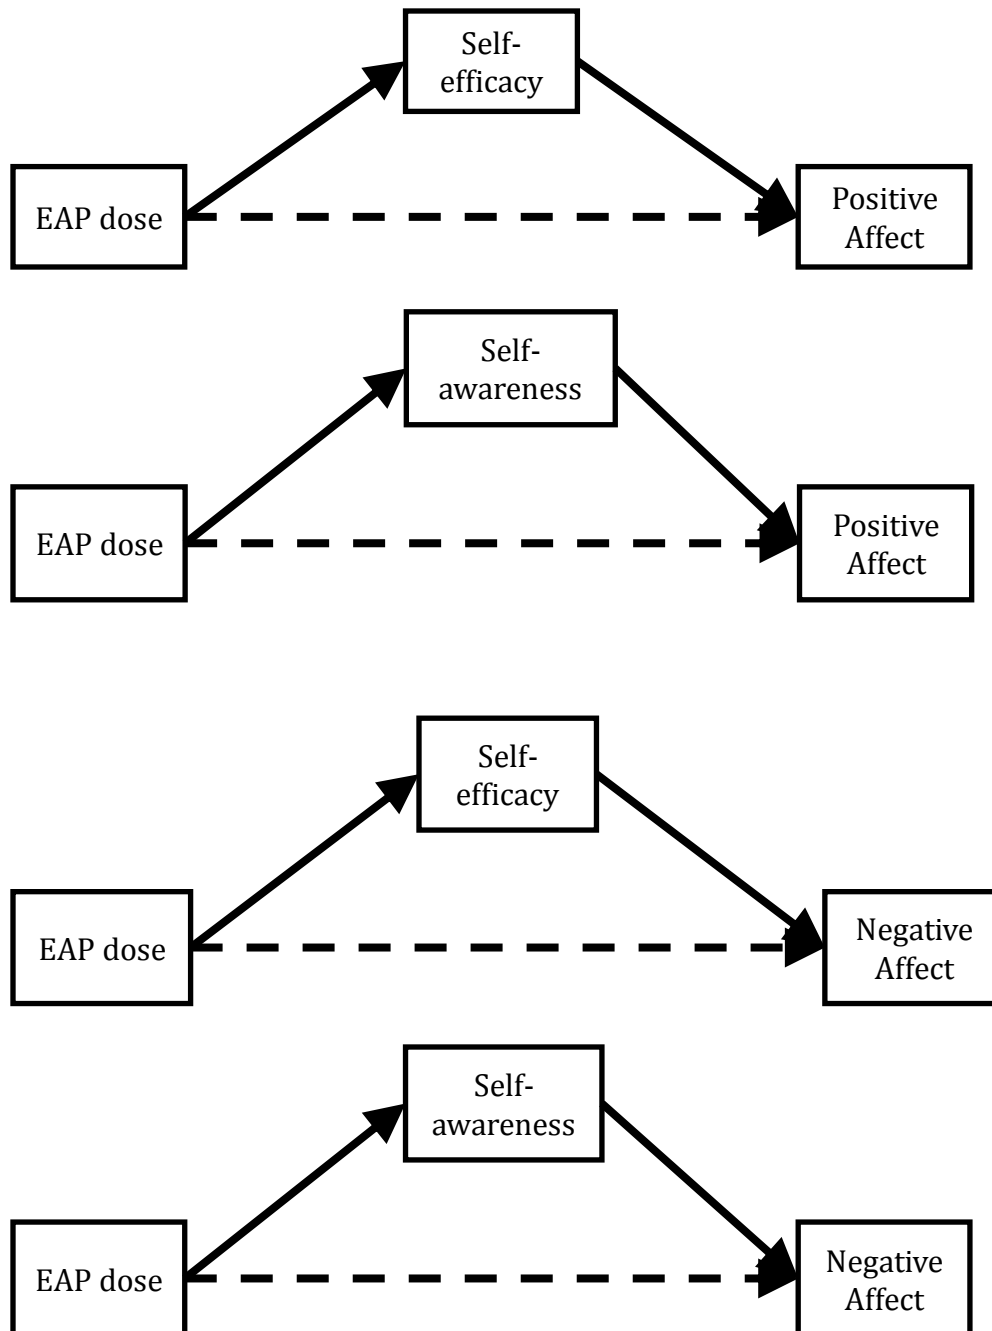 Self-
efficacy
EAP dose
Positive
Affect
Self-
awareness
EAP dose
Positive
Affect
Self-
efficacy
EAP dose
Negative
Affect
Self-
awareness
EAP dose
Negative
Affect